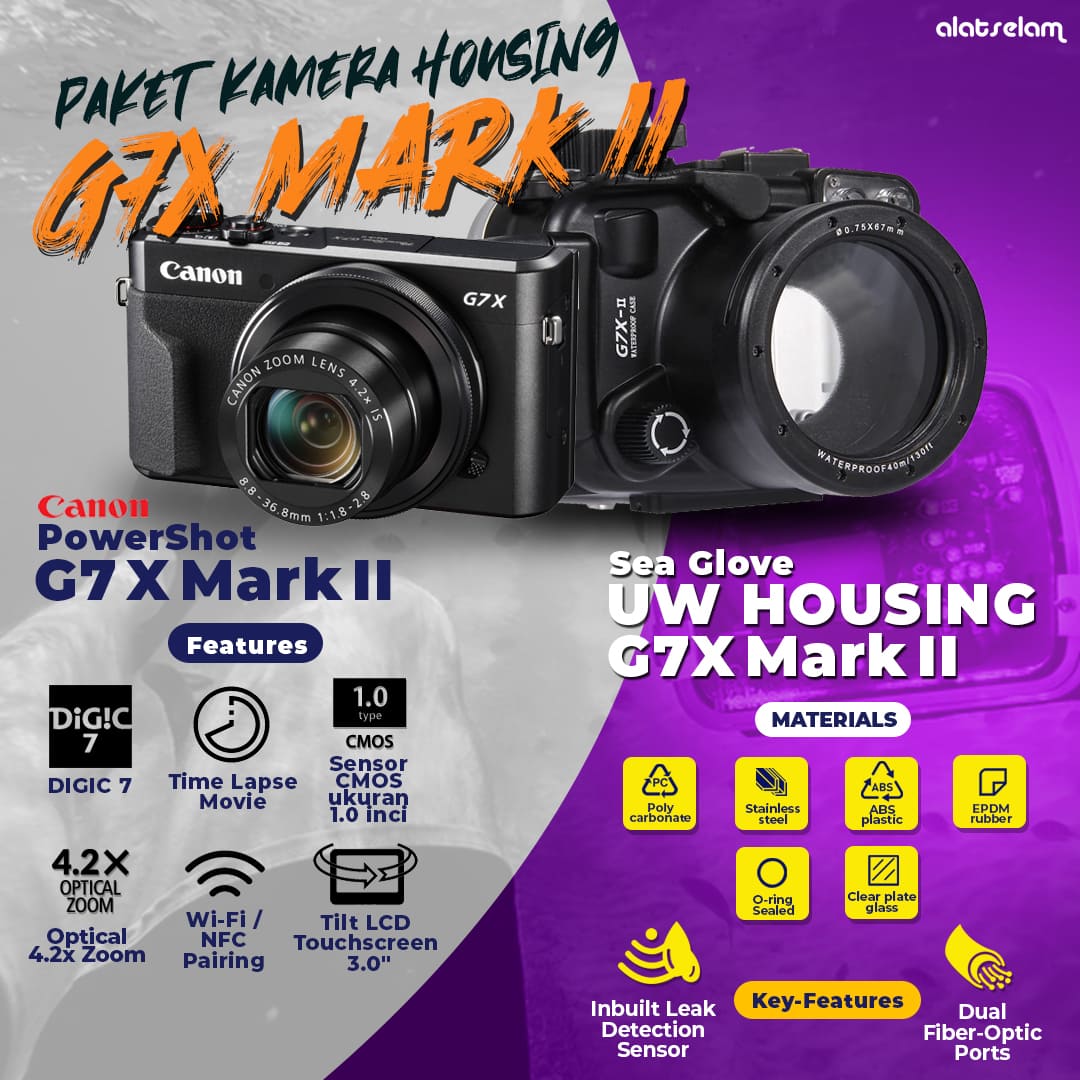 alatselam
PAKET KAMERA HOUSING
G7X MARK II
Canon
G7X
CANON ZOOM LENS 4.2x IS
8.8-36.8mm 1:1.8-2.8
G7X-II
WATERPROOF CASE
Ø0.75X67mm
WATERPROOF40m/130ft
Canon
PowerShot
G7 X Mark II
Features
DiG!C
7
DIGIC 7
Time Lapse
Movie
1.0
type
CMOS
Sensor
CMOS
ukuran
1.0 inci
4.2X
OPTICAL
ZOOM
Optical
4.2x Zoom
Wi-Fi /
NFC
Pairing
Tilt LCD
Touchscreen
3.0"
Sea Glove
UW HOUSING
G7X Mark II
MATERIALS
PC
Poly
carbonate
Stainless
steel
ABS
ABS
plastic
EPDM
rubber
O-ring
Sealed
Clear plate
glass
Inbuilt Leak
Detection
Sensor
Key-Features
Dual
Fiber-Optic
Ports